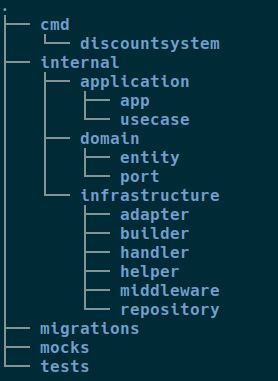 .
├── cmd
│   └── discountsystem
├── internal
│   ├── application
│   │   ├── app
│   │   └── usecase
│   ├── domain
│   │   ├── entity
│   │   └── port
│   └── infrastructure
│       ├── adapter
│       ├── builder
│       ├── handler
│       ├── helper
│       ├── middleware
│       └── repository
├── migrations
├── mocks
└── tests